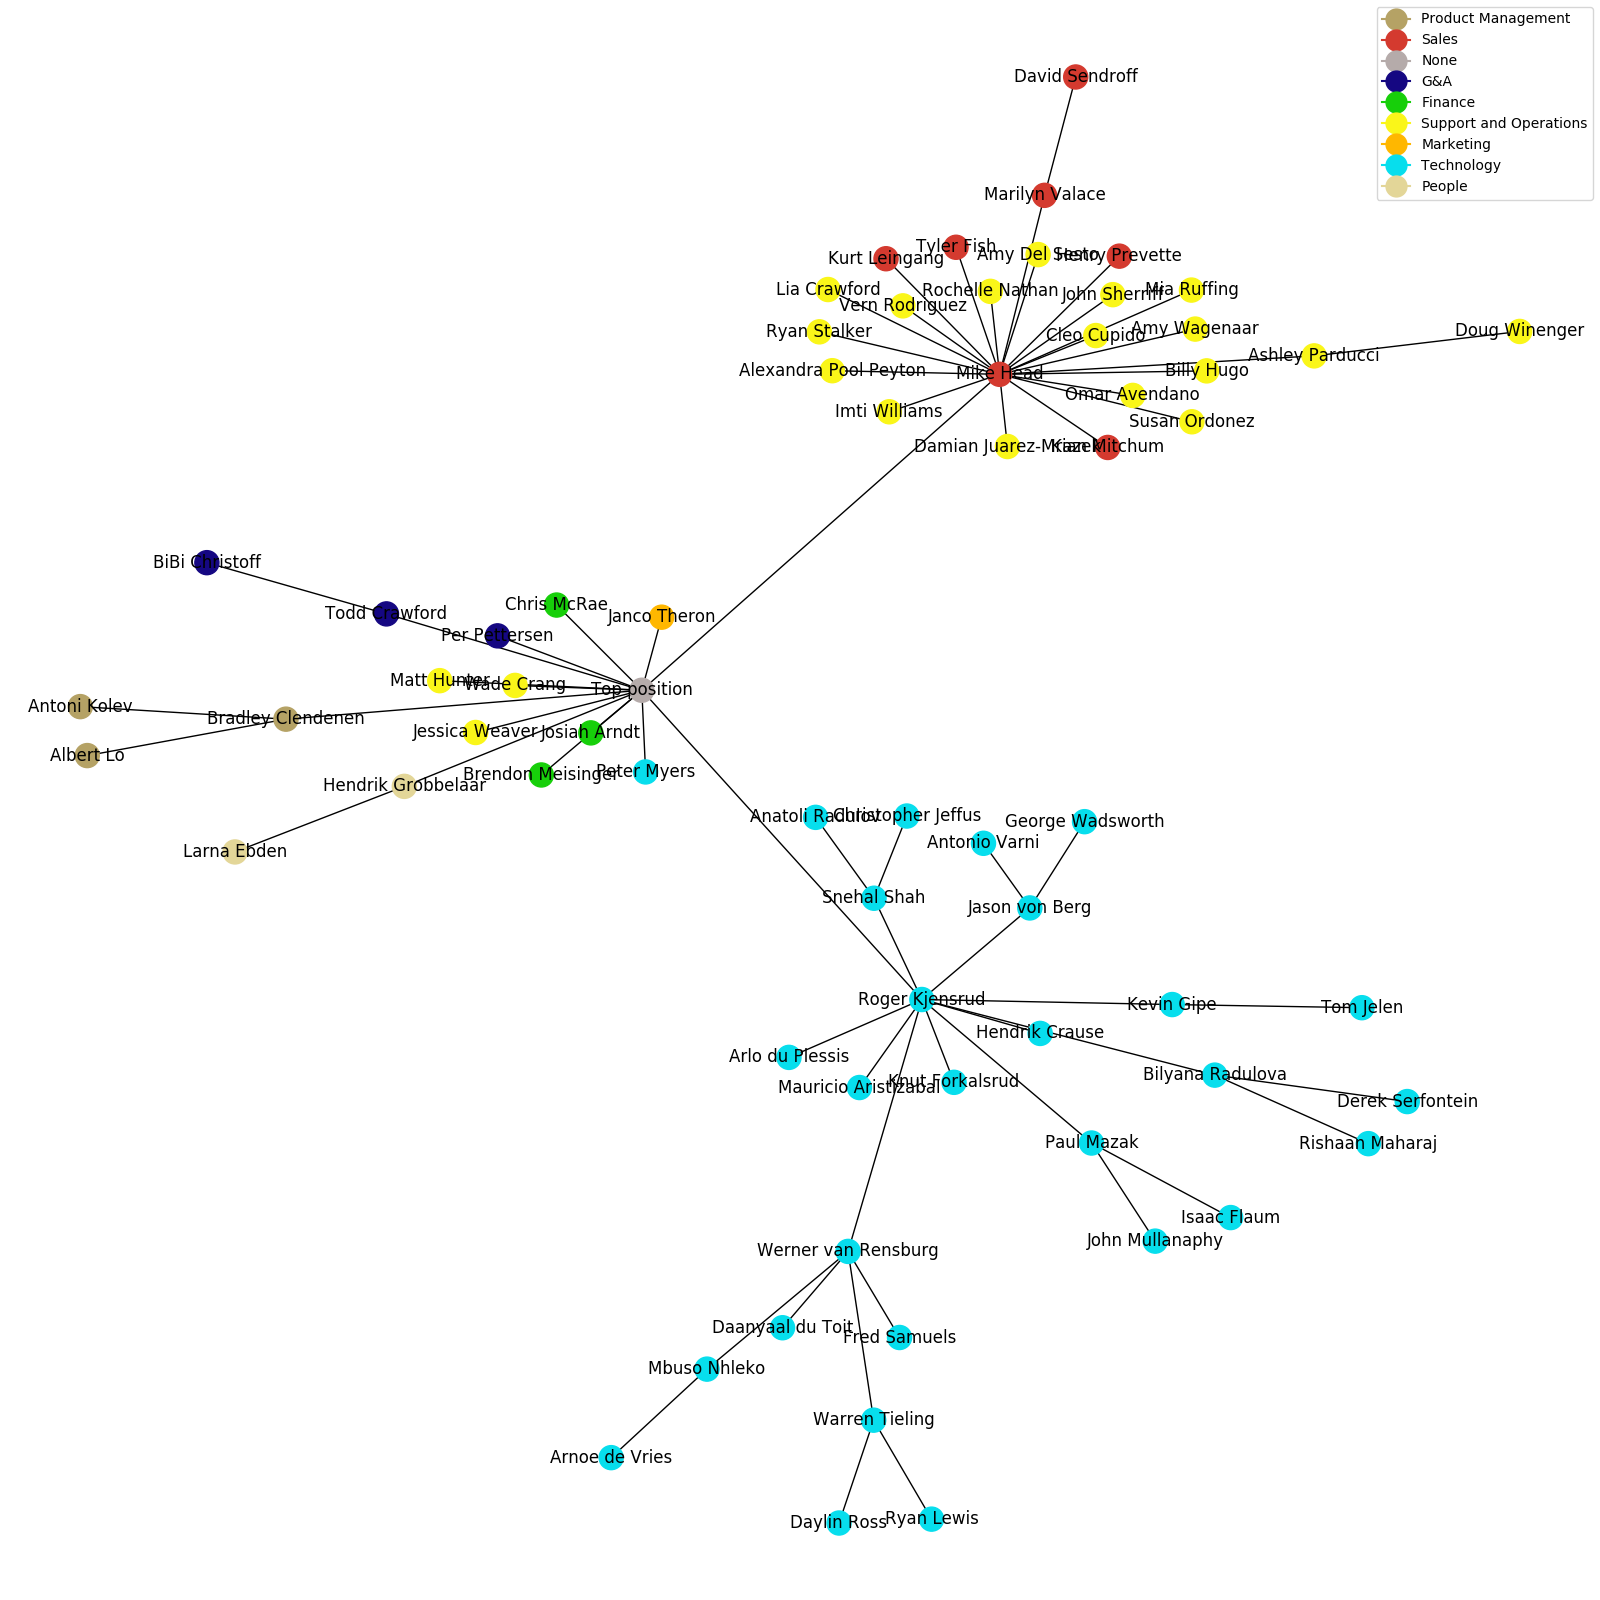 Product Management
Sales
None
G&A
Finance
Support and Operations
Marketing
Technology
People
David Sendroff
Marilyn Valace
Tyler Fish
Kurt Leingang
Amy Del Sesto
Henry Prevette
Lia Crawford
Rochelle Nathan
John Sherriff
Mia Ruffing
Vern Rodriguez
Ryan Stalker
Cleo Cupido
Amy Wagenaar
Doug Winenger
Ashley Parducci
Alexandra Pool Peyton
Mike Head
Billy Hugo
Omar Avendano
Imti Williams
Susan Ordonez
Damian Juarez-
Mitchum
BiBi Christoff
Chris McRae
Todd Crawford
Janco Theron
Per Pettersen
Matt Hunter
Wade Crang
Top position
Antoni Kolev
Bradley Clendenen
Jessica Weaver
Josiah Arndt
Albert Lo
Brendon Meisinger
Peter Myers
Hendrik Grobbelaar
Anatoli Radulov
Christopher Jeffus
George Wadsworth
Antonio Varni
Larna Ebden
Snehal Shah
Jason von Berg
Roger Kjensrud
Kevin Gipe
Tom Jelen
Hendrik Crause
Arlo du Plessis
Bilyana Radulova
Mauricio Aristizabal
Knut Forkalsrud
Derek Serfontein
Paul Mazak
Rishaan Maharaj
Isaac Flaum
John Mullanaphy
Werner van Rensburg
Daanyaal du Toit
Fred Samuels
Mbuso Nhleko
Warren Tieling
Arnoe de Vries
Daylin Ross
Ryan Lewis